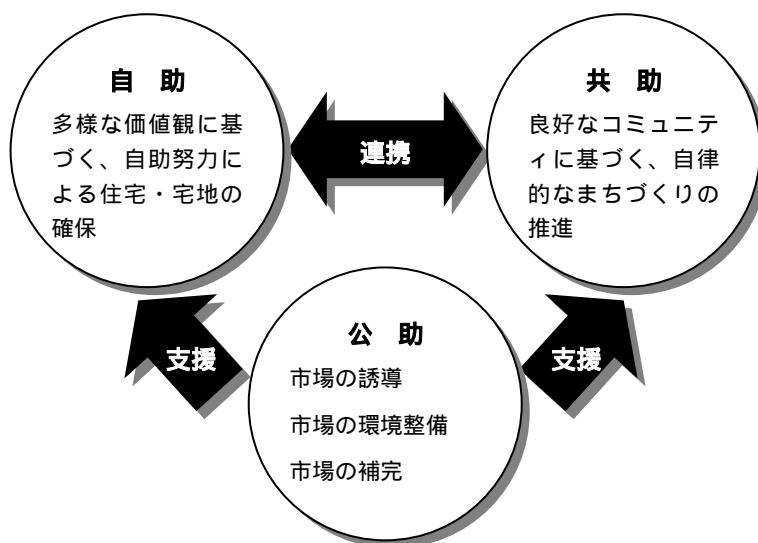 自　助
多様な価値観に基
づく、自助努力に
よる住宅・宅地の
確保
連携
共　助
良好なコミュニテ
ィに基づく、自律
的なまちづくりの
推進
支援
公　助
市場の誘導
市場の環境整備
市場の補完
支援